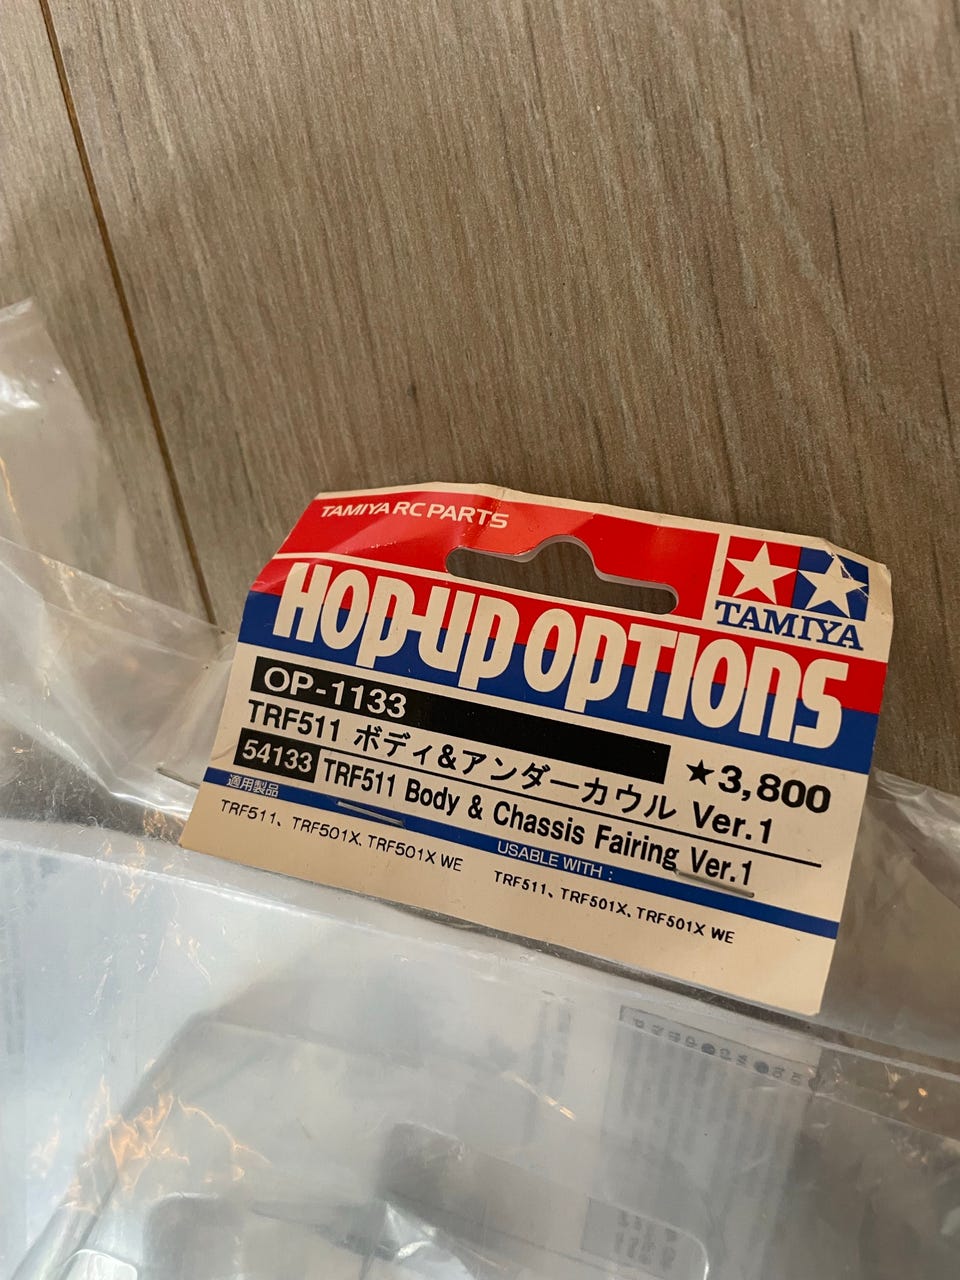 TAMIYA RC PARTS
TAMIYA
HOP-UP OPTIONS
OP-1133
★3,800
TRF511 ボディ&アンダーカウル Ver.1
54133 TRF511 Body & Chassis Fairing Ver.1
適用製品
USABLE WITH :
TRF511、TRF501X、TRF501X WE
TRF511、TRF501X、TRF501X WE